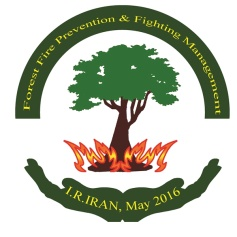 Forest Fire Prevention & Fighting Management
I.R.IRAN, May 2016